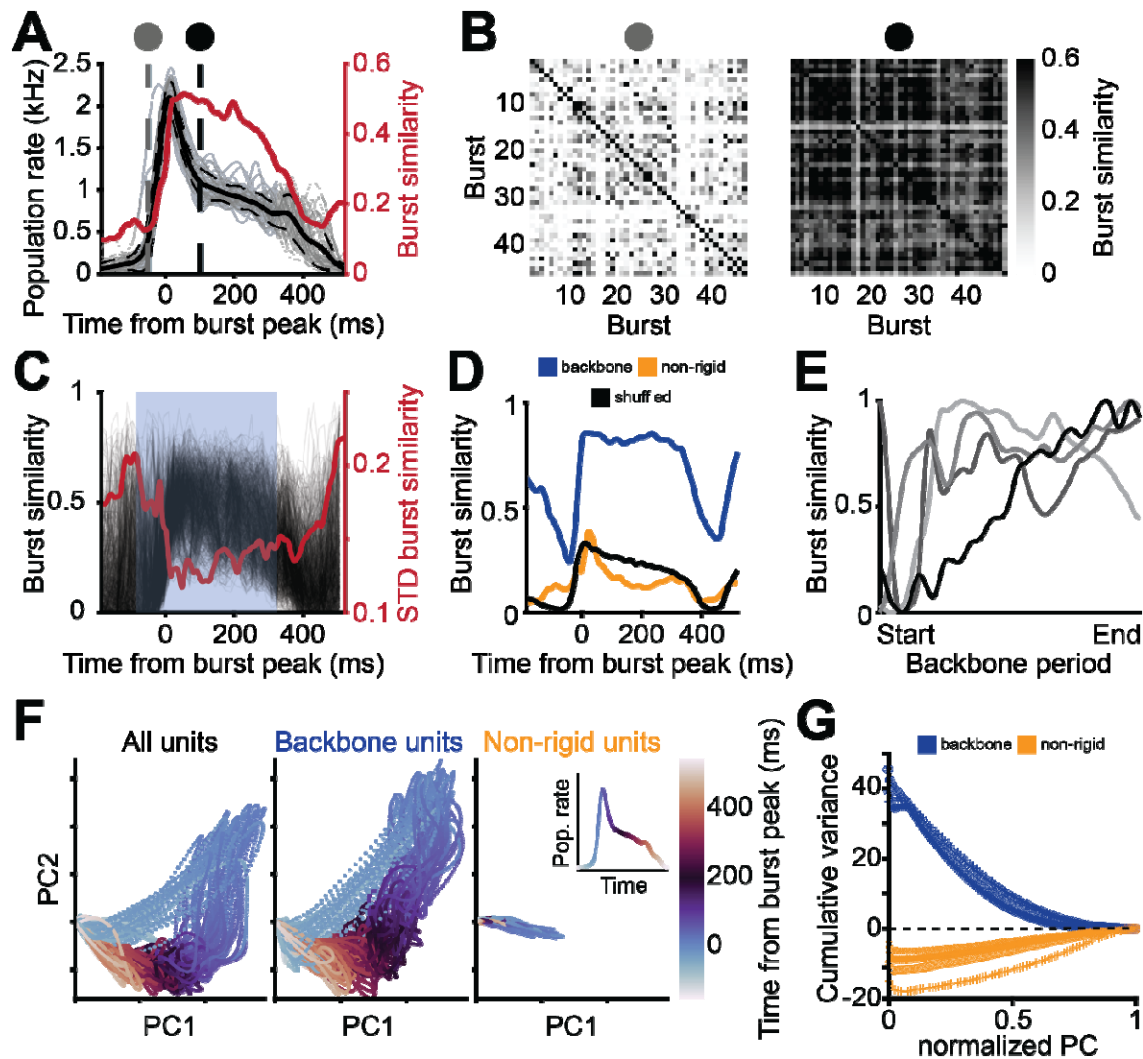 A
B
Population rate (kHz)
2.5
2
1.5
1
0.5
0
0.6
0.4
0.2
0
Burst similarity
0 200 400
Time from burst peak (ms)
Burst
10
20
30
40
10 20 30 40
Burst
10 20 30 40
Burst
0.6
0.4
0.2
0
Burst similarity
C
D
E
Burst similarity
1
0.5
0
0.2
0.1
STD burst similarity
0 200 400
Time from burst peak (ms)
backbone non-rigid
shuff ed
Burst similarity
1
0.5
0
0 200 400
Time from burst peak (ms)
1
0.5
0
Start End
Backbone period
F
G
All units Backbone units Non-rigid units
PC2
PC1 PC1 PC1
Pop. rate
Time
400
200
0
Time from burst peak (ms)
backbone non-rigid
Cumulative variance
40
20
0
-20
0 0.5 1
normalized PC